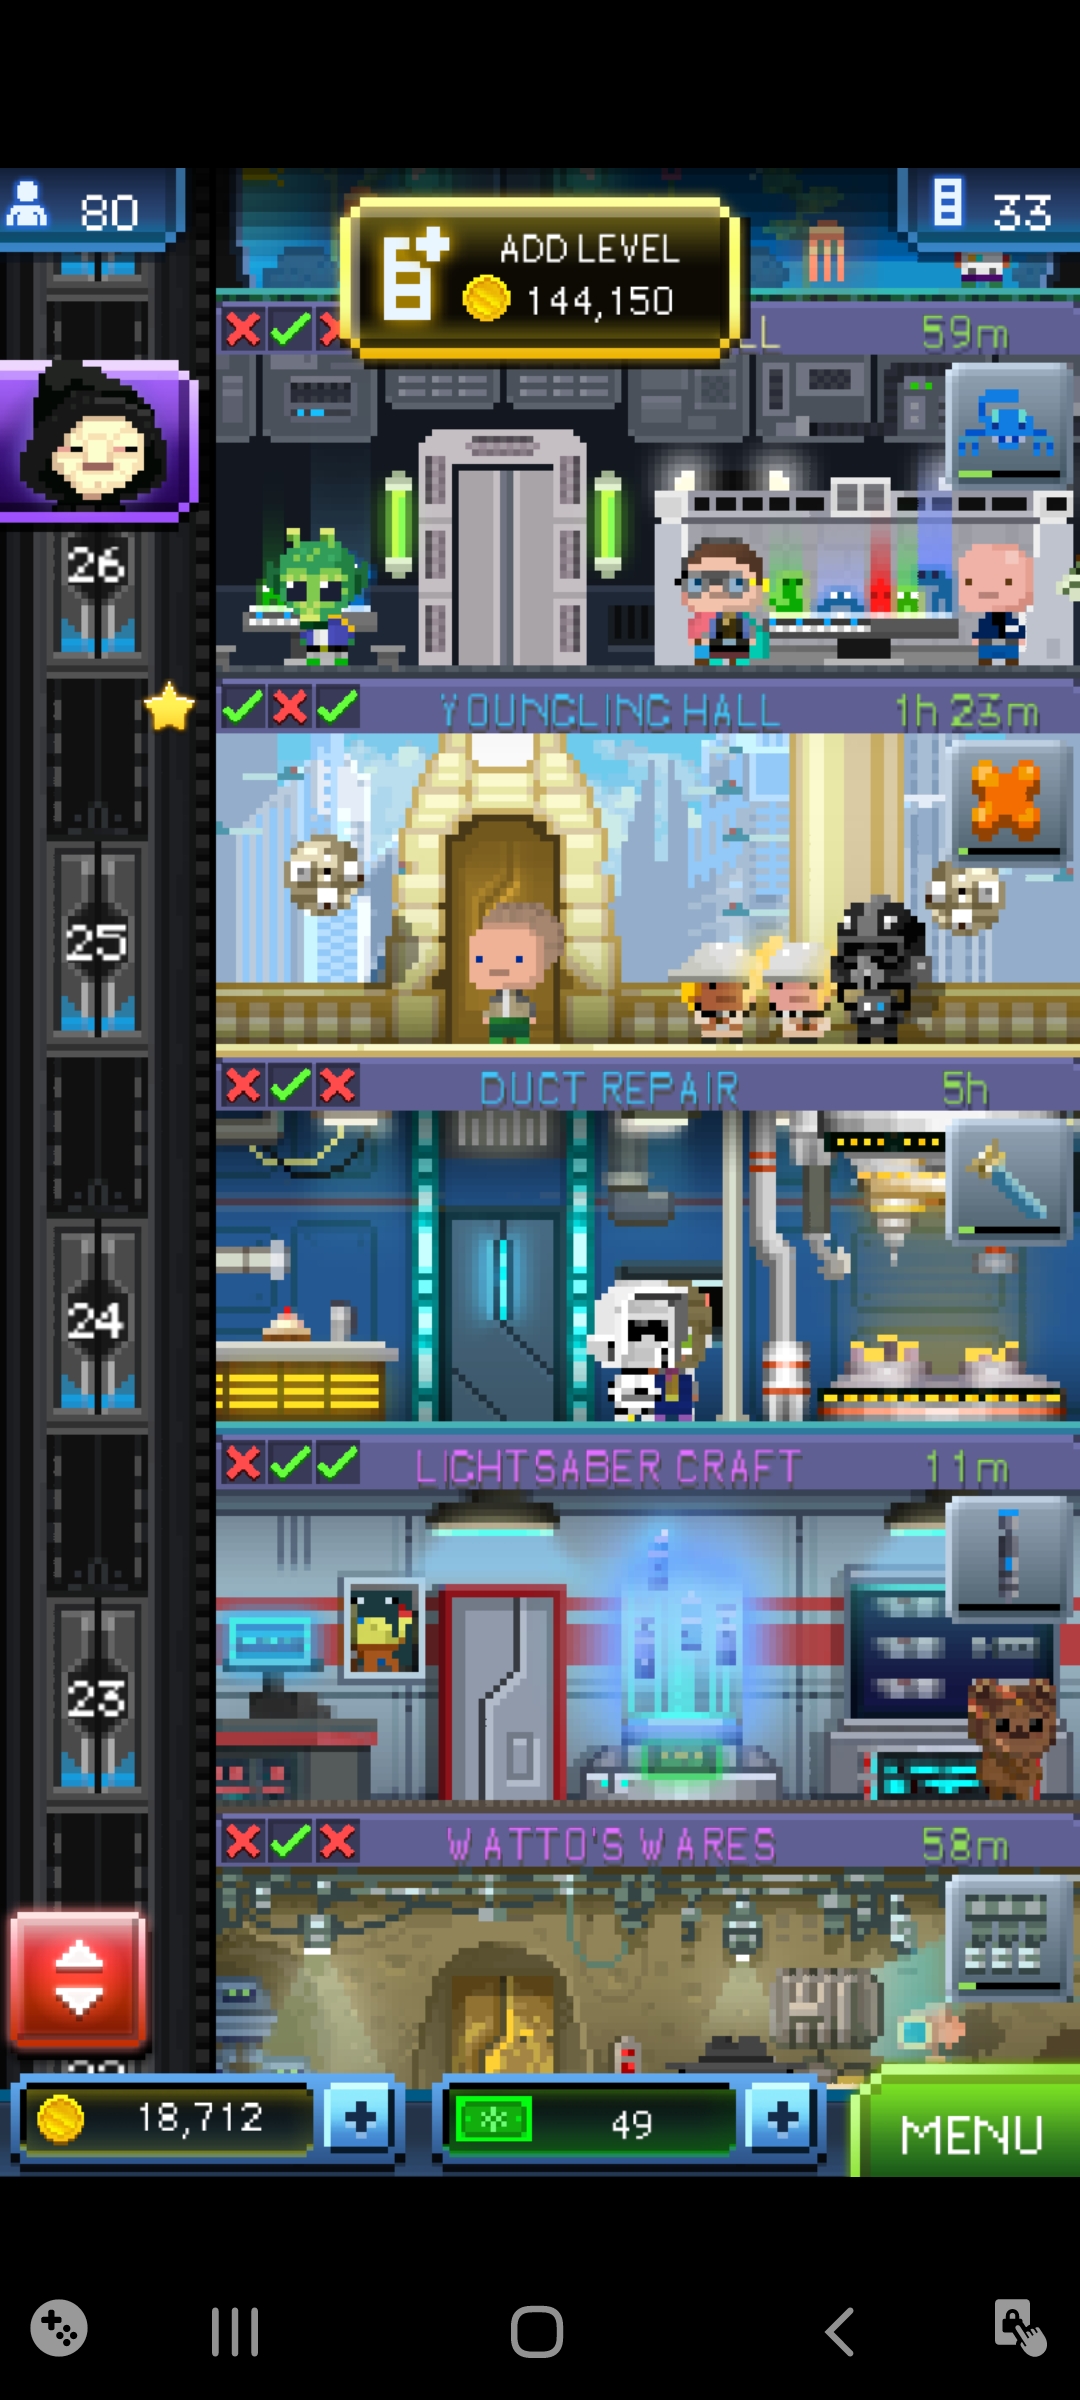 80
ADD LEVEL
144,150
33
LL 59m
26
YOUNGLING HALL 1h 23m
25
DUCT REPAIR 5h
24
LIGHTSABER CRAFT 11m
23
WATTO'S WARES 58m
18,712
49
MENU